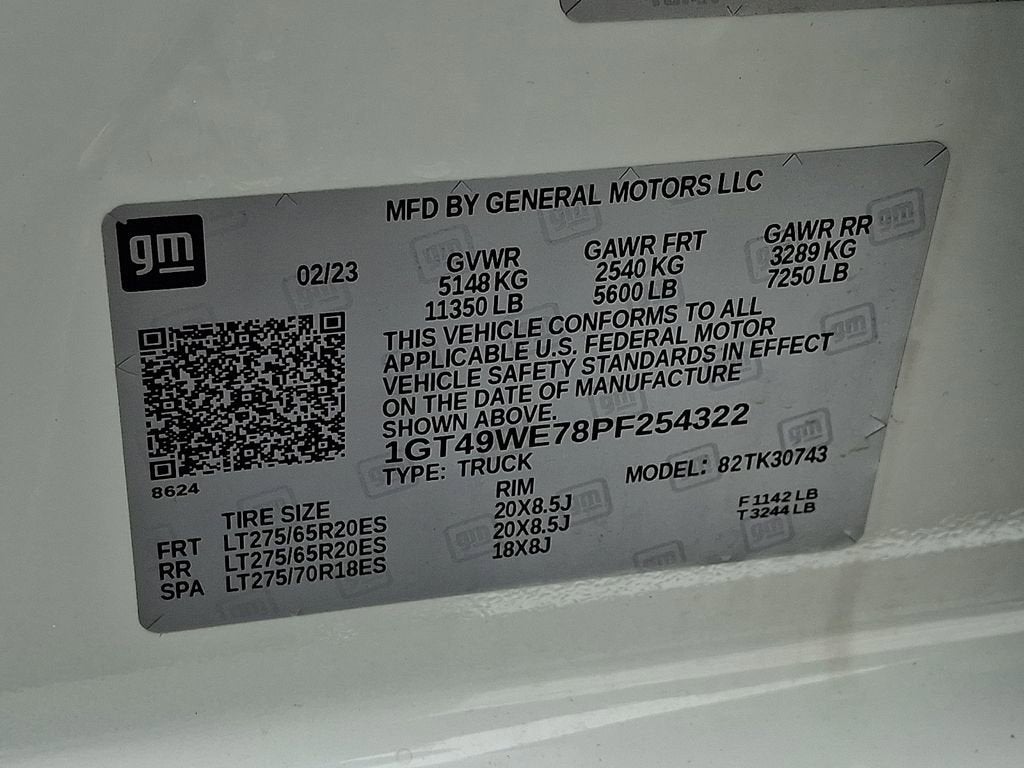 gm
MFD BY GENERAL MOTORS LLC
02/23
GVWR
5148 KG
11350 LB
GAWR FRT
2540 KG
5600 LB
GAWR RR
3289 KG
7250 LB
THIS VEHICLE CONFORMS TO ALL
APPLICABLE U.S. FEDERAL MOTOR
VEHICLE SAFETY STANDARDS IN EFFECT
ON THE DATE OF MANUFACTURE
SHOWN ABOVE.
1GT49WE78PF254322
TYPE: TRUCK
MODEL: 82TK30743
8624
TIRE SIZE RIM
FRT LT275/65R20ES 20X8.5J
RR LT275/65R20ES 20X8.5J
SPA LT275/70R18ES 18X8J
F 1142 LB
T 3244 LB